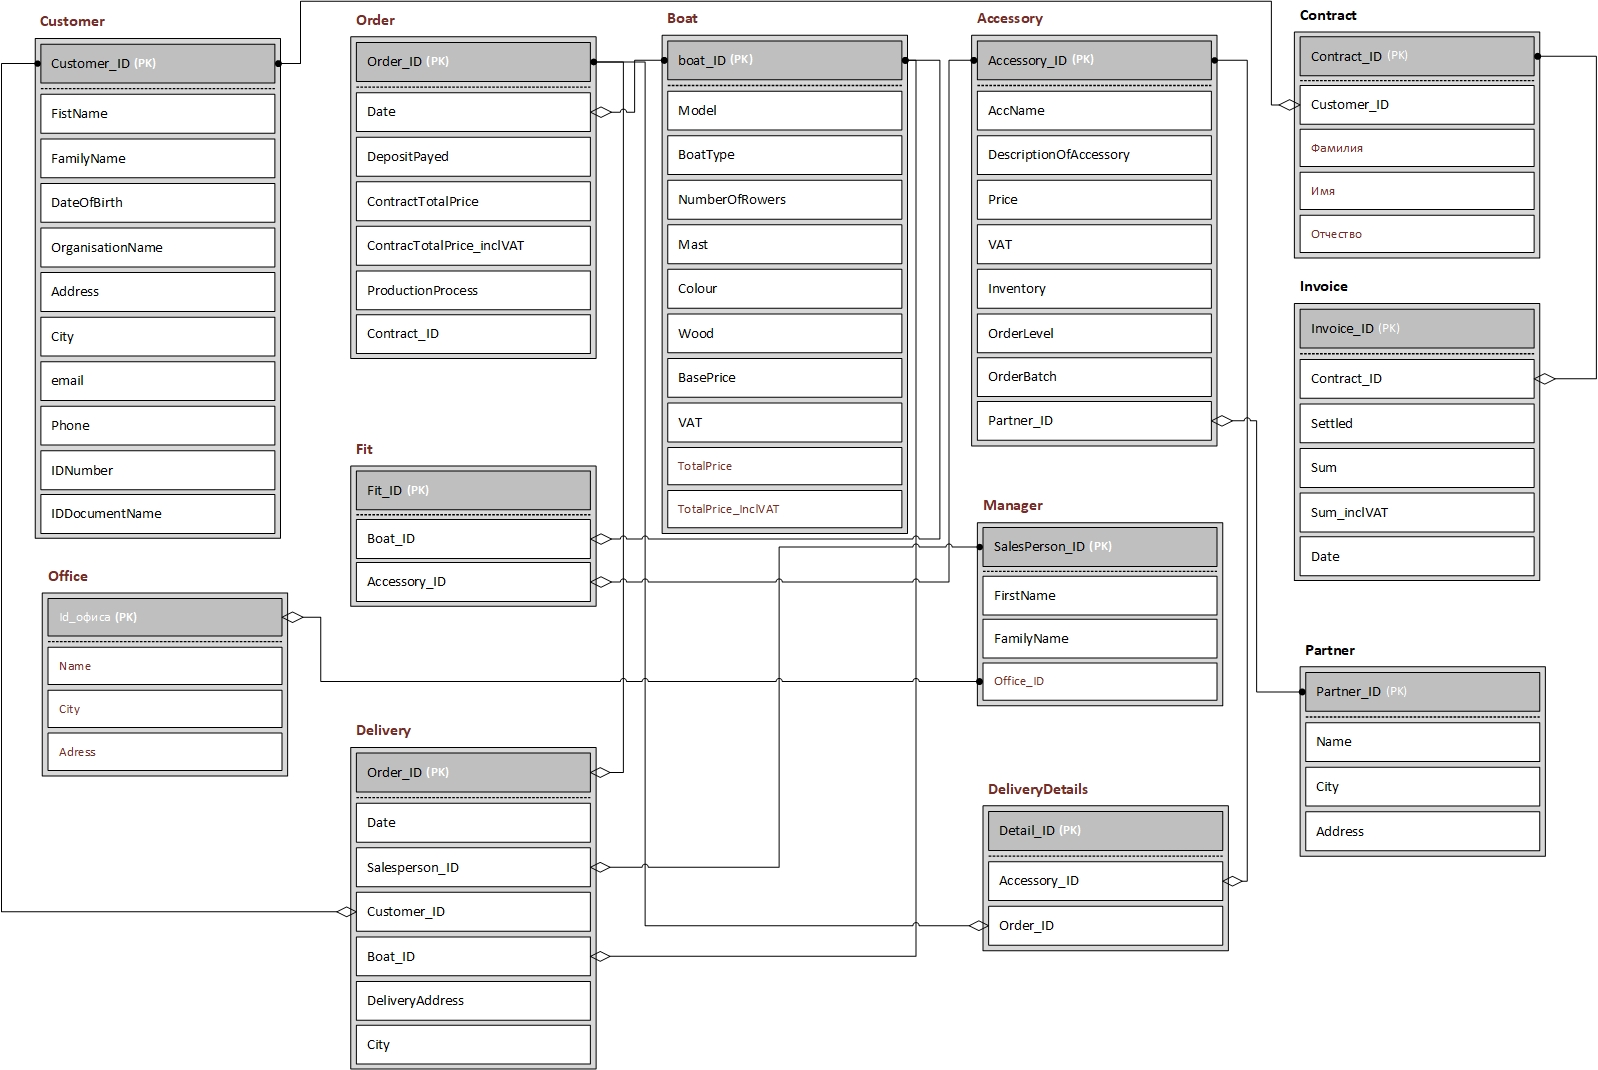 Customer
Customer_ID (PK)
FistName
FamilyName
DateOfBirth
OrganisationName
Address
City
email
Phone
IDNumber
IDDocumentName
Order
Order_ID (PK)
Date
DepositPayed
ContractTotalPrice
ContracTotalPrice_inclVAT
ProductionProcess
Contract_ID
Boat
boat_ID (PK)
Model
BoatType
NumberOfRowers
Mast
Colour
Wood
BasePrice
VAT
TotalPrice
TotalPrice_InclVAT
Accessory
Accessory_ID (PK)
AccName
DescriptionOfAccessory
Price
VAT
Inventory
OrderLevel
OrderBatch
Partner_ID
Contract
Contract_ID (PK)
Customer_ID
Фамилия
Имя
Отчество
Invoice
Invoice_ID (PK)
Contract_ID
Settled
Sum
Sum_inclVAT
Date
Fit
Fit_ID (PK)
Boat_ID
Accessory_ID
Manager
SalesPerson_ID (PK)
FirstName
FamilyName
Office_ID
Office
Id_офиса (PK)
Name
City
Adress
Partner
Partner_ID (PK)
Name
City
Address
Delivery
Order_ID (PK)
Date
Salesperson_ID
Customer_ID
Boat_ID
DeliveryAddress
City
DeliveryDetails
Detail_ID (PK)
Accessory_ID
Order_ID